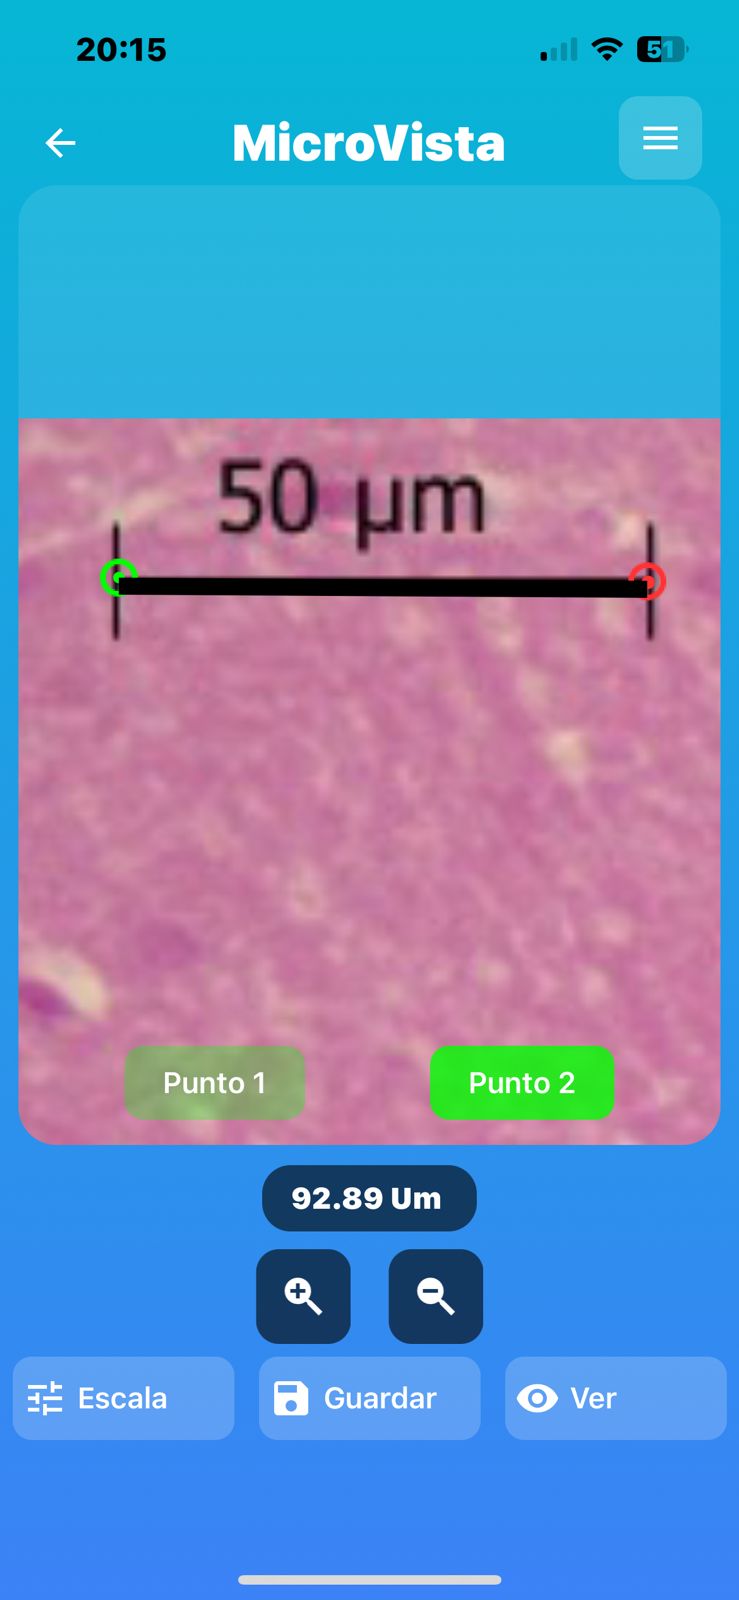 20:15
51
MicroVista
50 µm
Punto 1
Punto 2
92.89 Um
Escala
Guardar
Ver